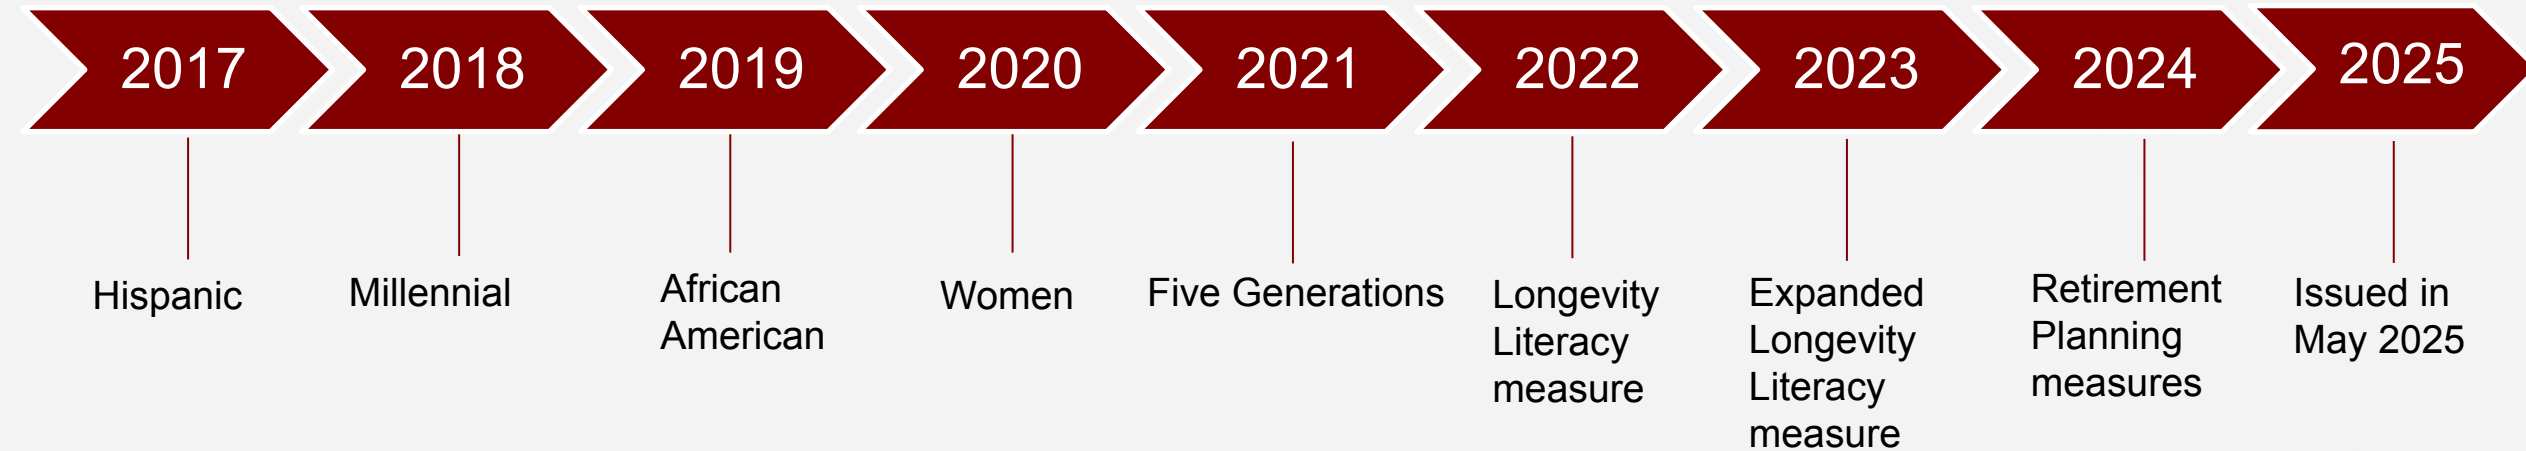 2017
2018
2019
2020
2021
2022
2023
2024
2025
Hispanic
Millennial
African
American
Women
Five Generations
Longevity
Literacy
measure
Expanded
Longevity
Literacy
measure
Retirement
Planning
measures
Issued in
May 2025